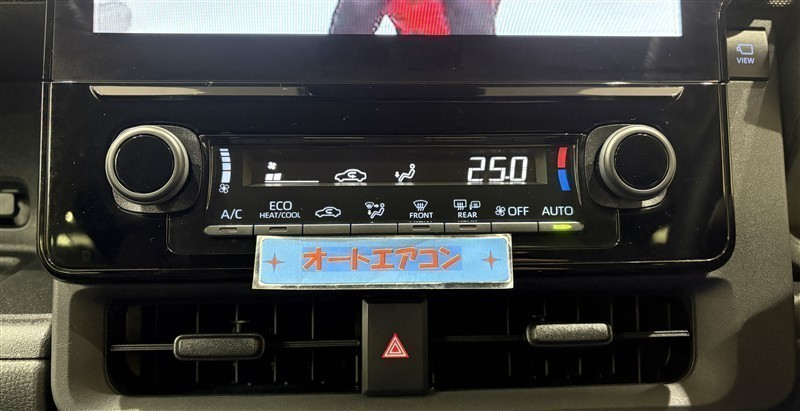 VIEW
25.0
A/C
ECO
HEAT/COOL
FRONT
REAR
OFF
AUTO
オートエアコン